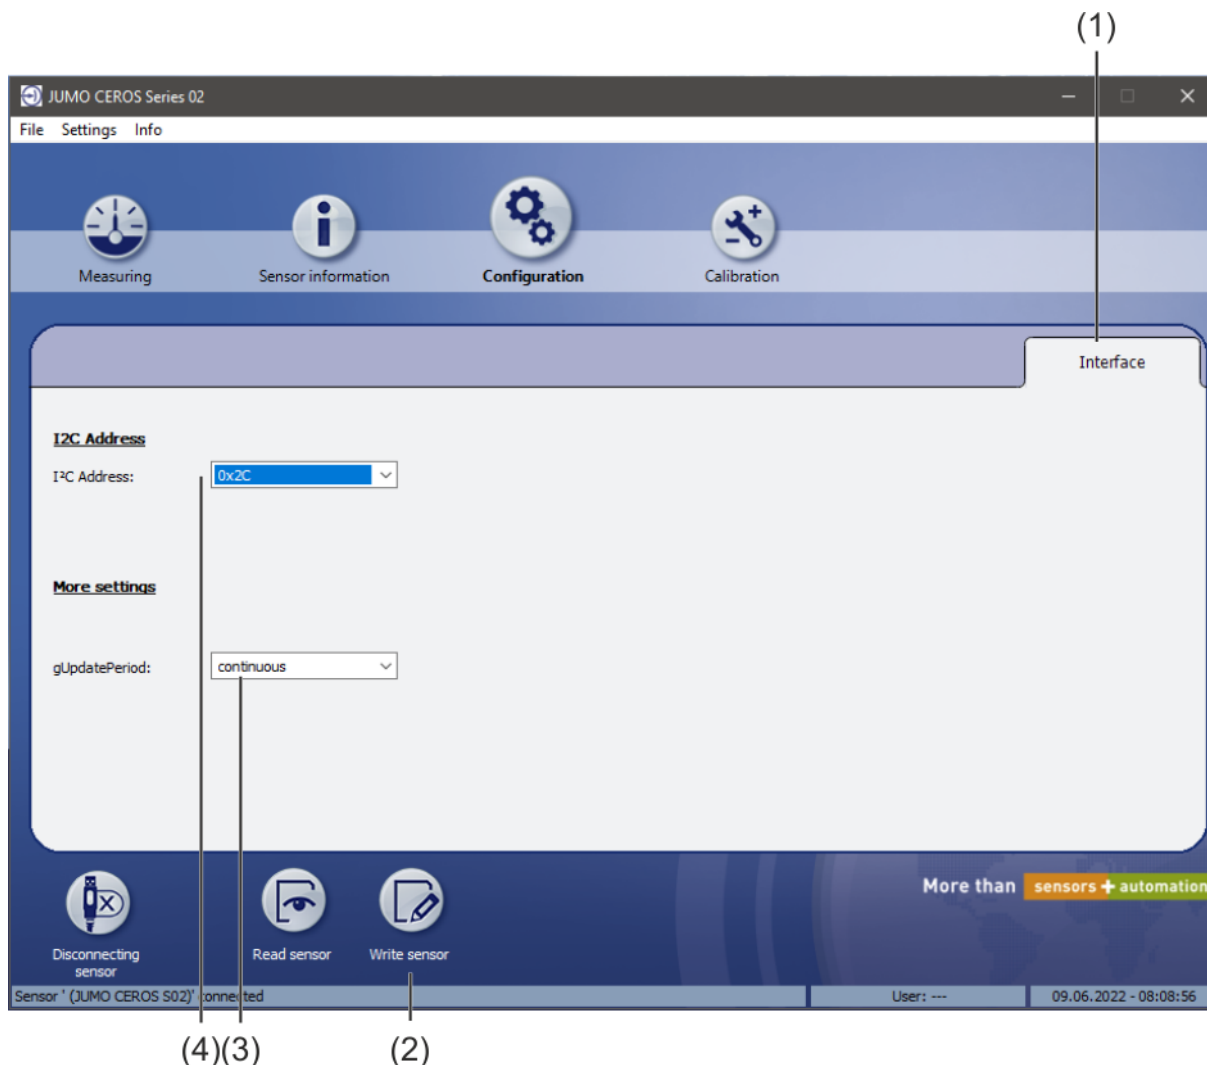 (1)
JUMO CEROS Series 02
File Settings Info
Measuring
Sensor information
Configuration
Calibration
Interface
I2C Address
I²C Address: 0x2C
More settings
gUpdatePeriod: continuous
More than sensors + automation
Disconnecting
sensor
Read sensor
Write sensor
Sensor ' (JUMO CEROS S02)' connected
User: ---
09.06.2022 - 08:08:56
(4)(3)
(2)